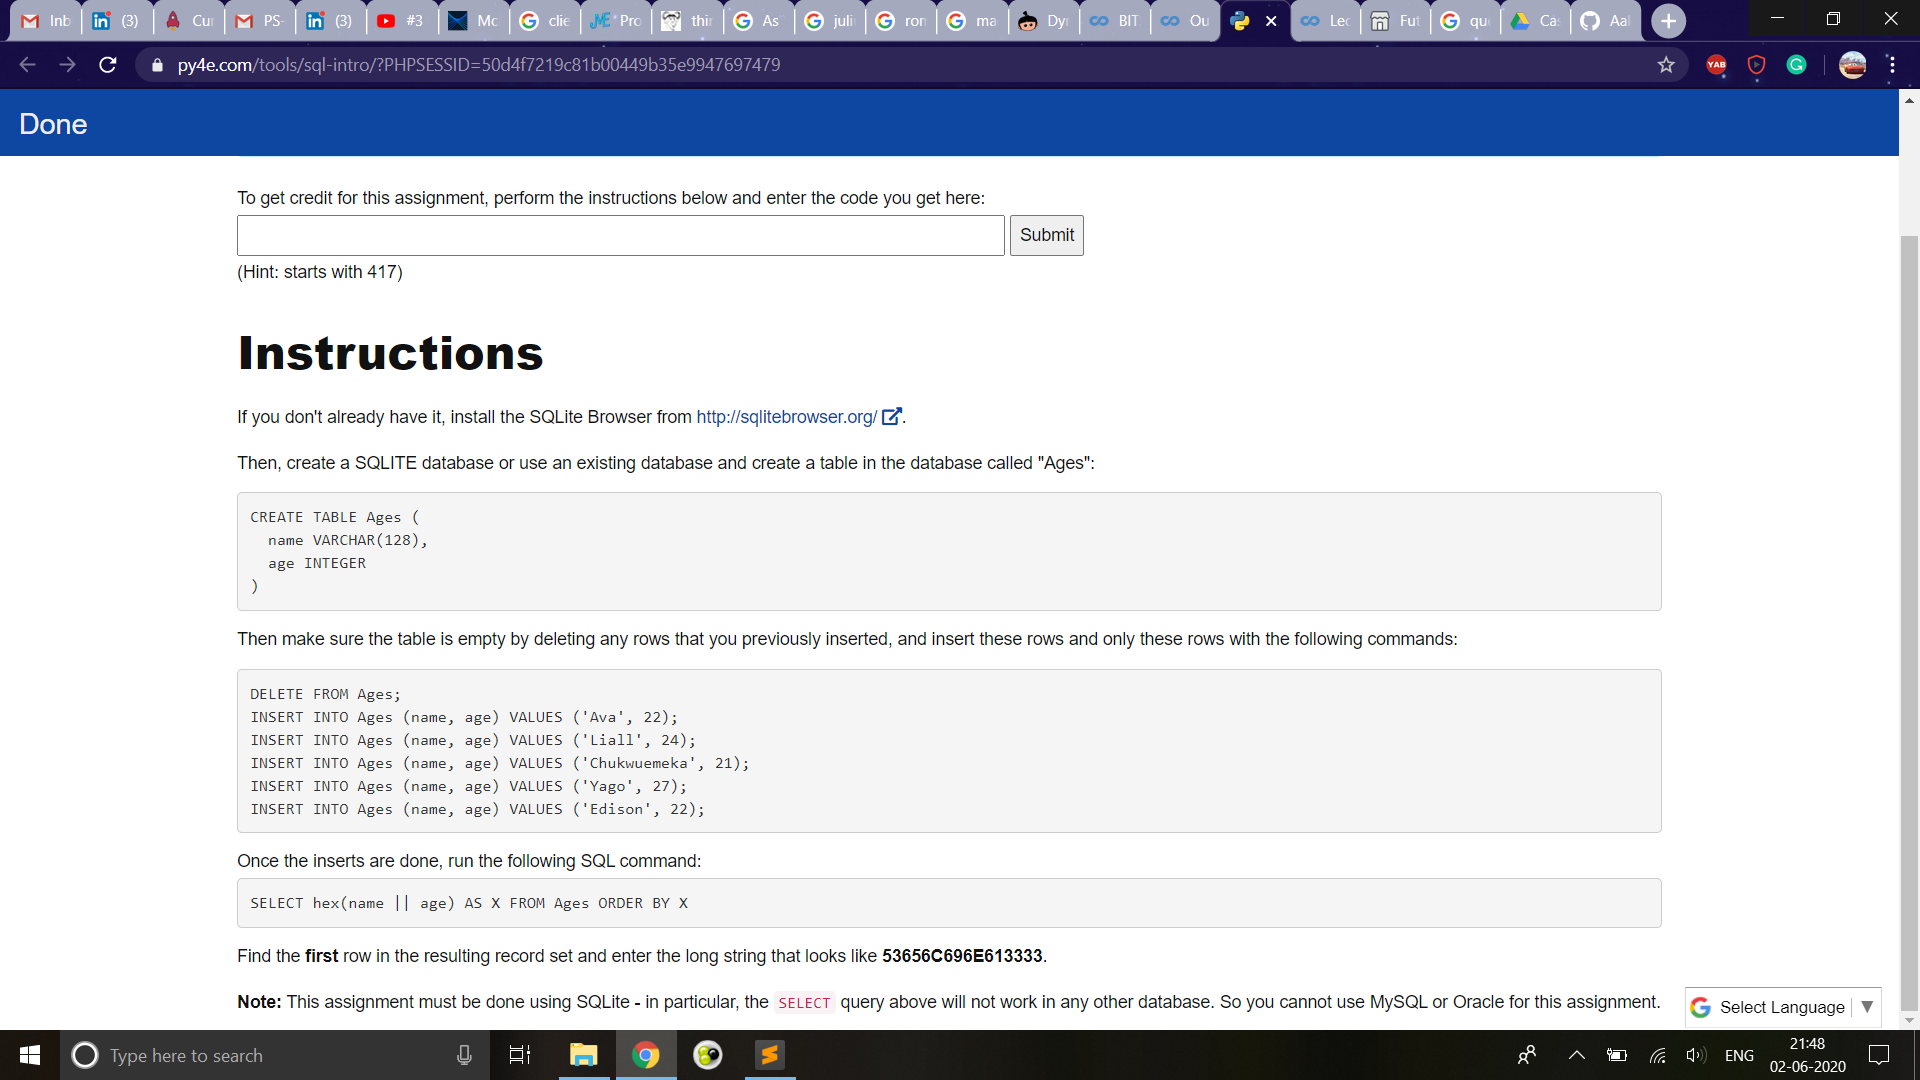 Inb
(3)
Cur
PS-
(3)
#3
Mc
clie
Pro
thir
As
juli
ror
ma
Dyr
BIT
Ou
Lec
Fut
qu
Ca
Aal
py4e.com/tools/sql-intro/?PHPSESSID=50d4f7219c81b00449b35e9947697479
YAB
Done
To get credit for this assignment, perform the instructions below and enter the code you get here:
Submit
(Hint: starts with 417)
Instructions
If you don't already have it, install the SQLite Browser from http://sqlitebrowser.org/ .
Then, create a SQLITE database or use an existing database and create a table in the database called "Ages":
CREATE TABLE Ages (
name VARCHAR(128),
age INTEGER
)
Then make sure the table is empty by deleting any rows that you previously inserted, and insert these rows and only these rows with the following commands:
DELETE FROM Ages;
INSERT INTO Ages (name, age) VALUES ('Ava', 22);
INSERT INTO Ages (name, age) VALUES ('Liall', 24);
INSERT INTO Ages (name, age) VALUES ('Chukwuemeka', 21);
INSERT INTO Ages (name, age) VALUES ('Yago', 27);
INSERT INTO Ages (name, age) VALUES ('Edison', 22);
Once the inserts are done, run the following SQL command:
SELECT hex(name || age) AS X FROM Ages ORDER BY X
Find the first row in the resulting record set and enter the long string that looks like 53656C696E613333.
Note: This assignment must be done using SQLite - in particular, the SELECT query above will not work in any other database. So you cannot use MySQL or Oracle for this assignment.
Select Language
Type here to search
ENG
21:48
02-06-2020